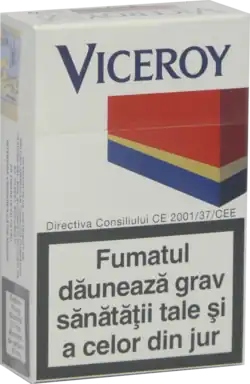 VICEROY
Directiva Consiliului CE 2001/37/CEE
Fumatul
dăunează grav
sănătăţii tale şi
a celor din jur